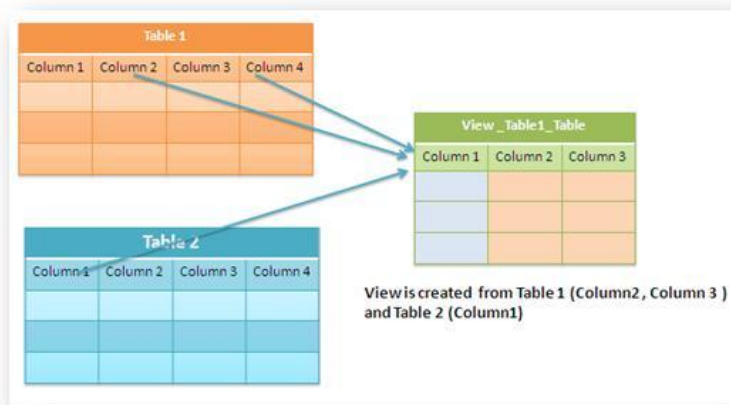 Table 1
Column 1 Column 2 Column 3 Column 4
View_Table1_Table
Column 1 Column 2 Column 3
Table 2
Column 1 Column 2 Column 3 Column 4
View is created from Table 1 (Column2, Column 3 )
and Table 2 (Column1)